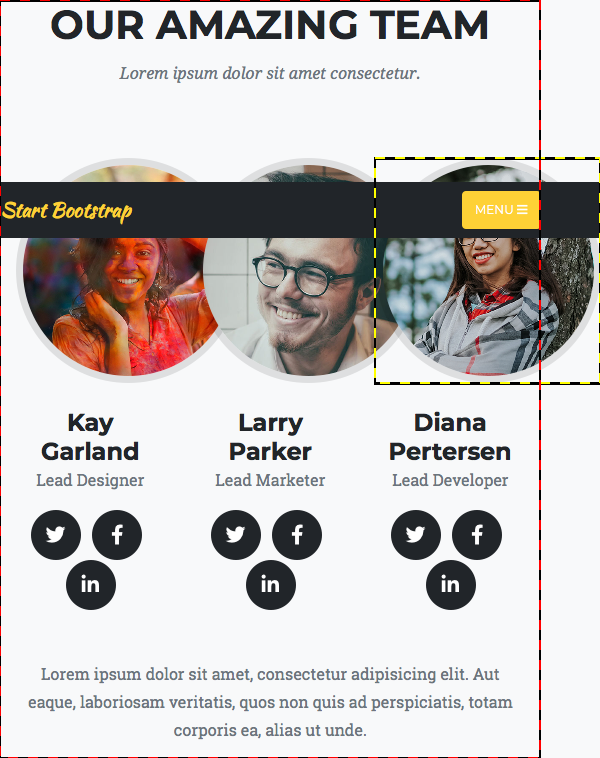 OUR AMAZING TEAM
Lorem ipsum dolor sit amet consectetur.
Start Bootstrap
MENU
Kay
Garland
Lead Designer
Larry
Parker
Lead Marketer
Diana
Pertersen
Lead Developer
in
in
in
Lorem ipsum dolor sit amet, consectetur adipisicing elit. Aut
eaque, laboriosam veritatis, quos non quis ad perspiciatis, totam
corporis ea, alias ut unde.